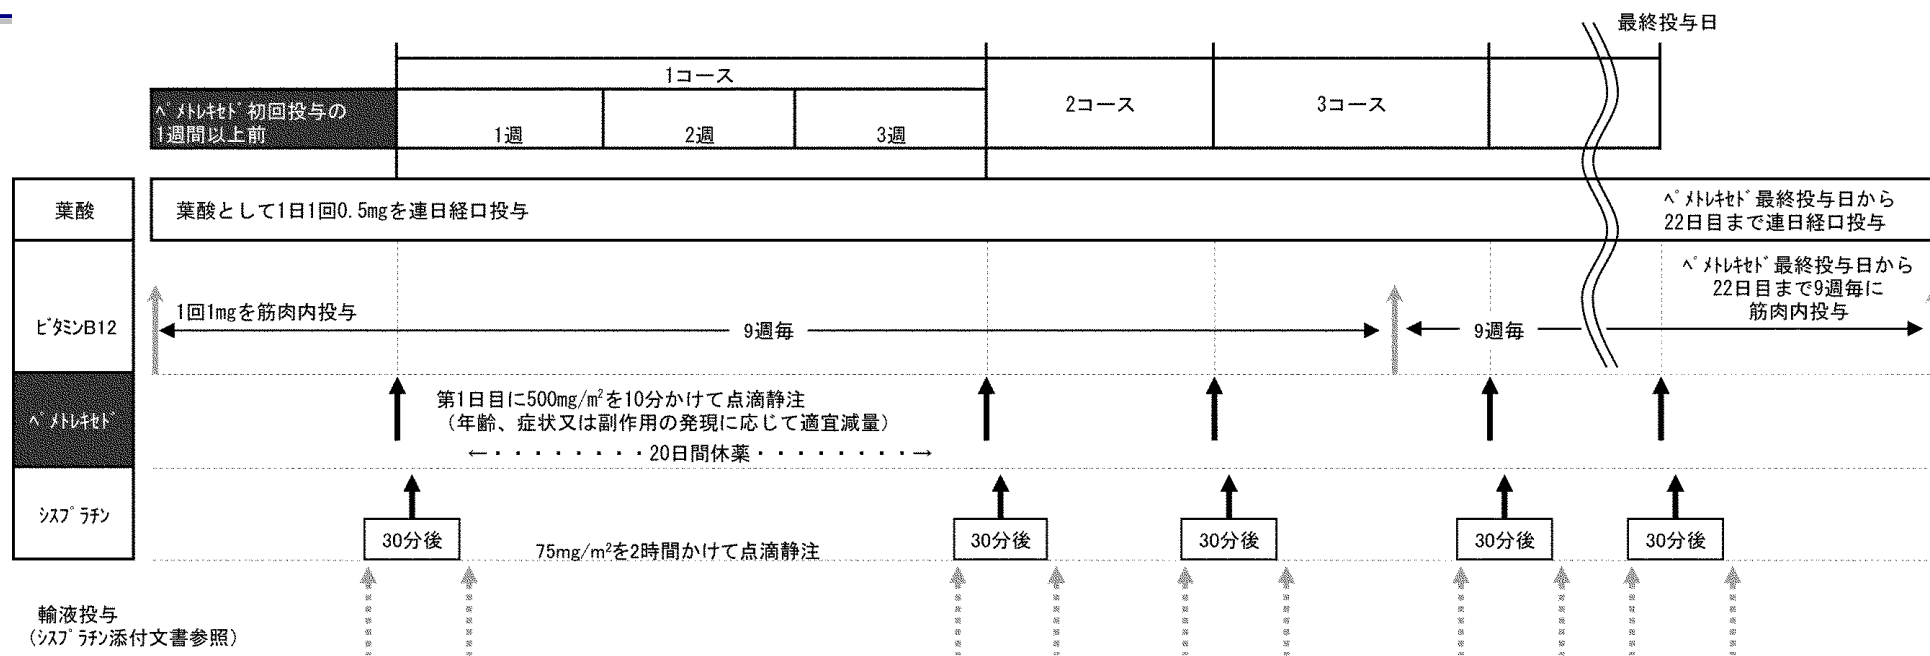 最終投与日
1コース
ﾍﾟﾒﾄﾚｷｾﾄﾞ初回投与の
1週間以上前
1週
2週
3週
2コース
3コース
葉酸
葉酸として1日1回0.5mgを連日経口投与
ﾍﾟﾒﾄﾚｷｾﾄﾞ最終投与日から
22日目まで連日経口投与
ﾋﾞﾀﾐﾝB12
1回1mgを筋肉内投与
9週毎
9週毎
ﾍﾟﾒﾄﾚｷｾﾄﾞ最終投与日から
22日目まで9週毎に
筋肉内投与
ﾍﾟﾒﾄﾚｷｾﾄﾞ
第1日目に500mg/m²を10分かけて点滴静注
（年齢、症状又は副作用の発現に応じて適宜減量）
←・・・・・・・・20日間休薬・・・・・・・・→
ｼｽﾌﾟﾗﾁﾝ
30分後
75mg/m²を2時間かけて点滴静注
30分後
30分後
30分後
30分後
輸液投与
（ｼｽﾌﾟﾗﾁﾝ添付文書参照）